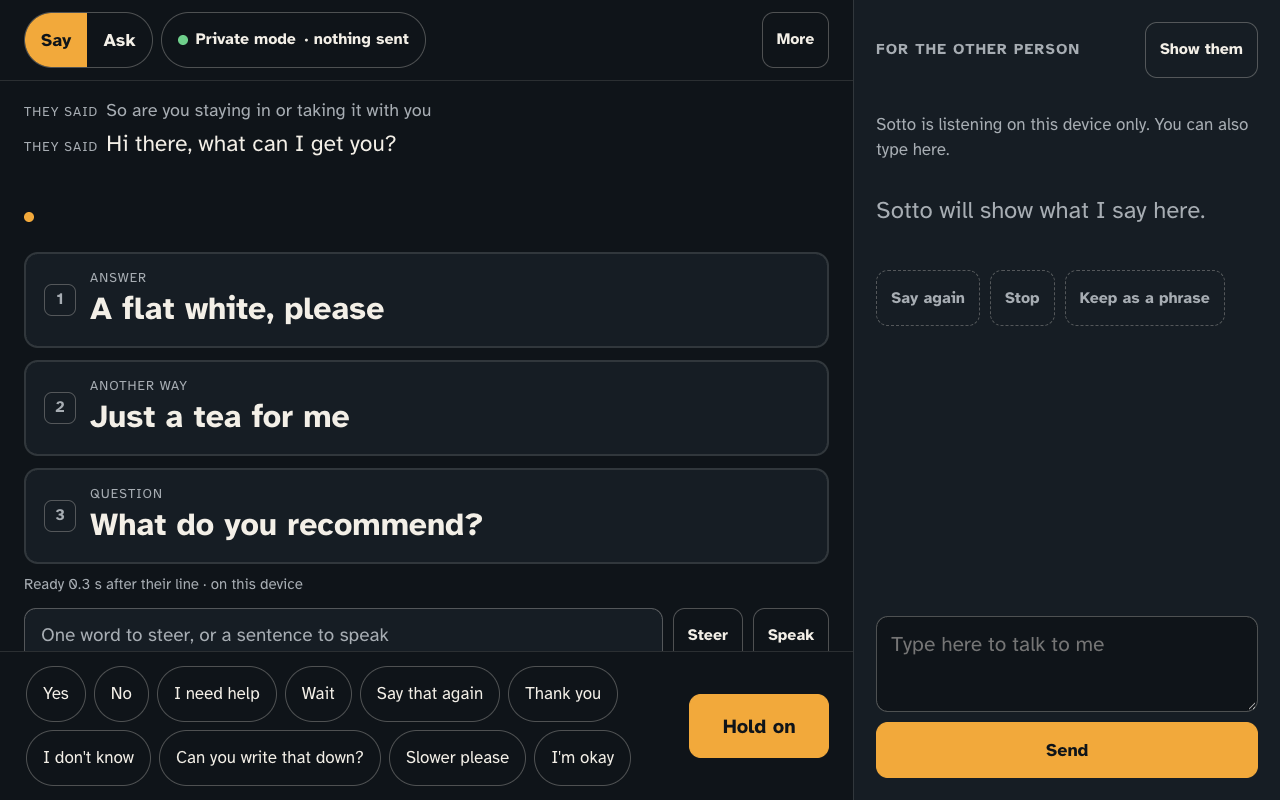 Say Ask Private mode · nothing sent More
THEY SAID So are you staying in or taking it with you
THEY SAID Hi there, what can I get you?
1 ANSWER
A flat white, please
2 ANOTHER WAY
Just a tea for me
3 QUESTION
What do you recommend?
Ready 0.3 s after their line · on this device
One word to steer, or a sentence to speak Steer Speak
Yes No I need help Wait Say that again Thank you
I don't know Can you write that down? Slower please I'm okay
Hold on
FOR THE OTHER PERSON Show them
Sotto is listening on this device only. You can also
type here.
Sotto will show what I say here.
Say again Stop Keep as a phrase
Type here to talk to me
Send